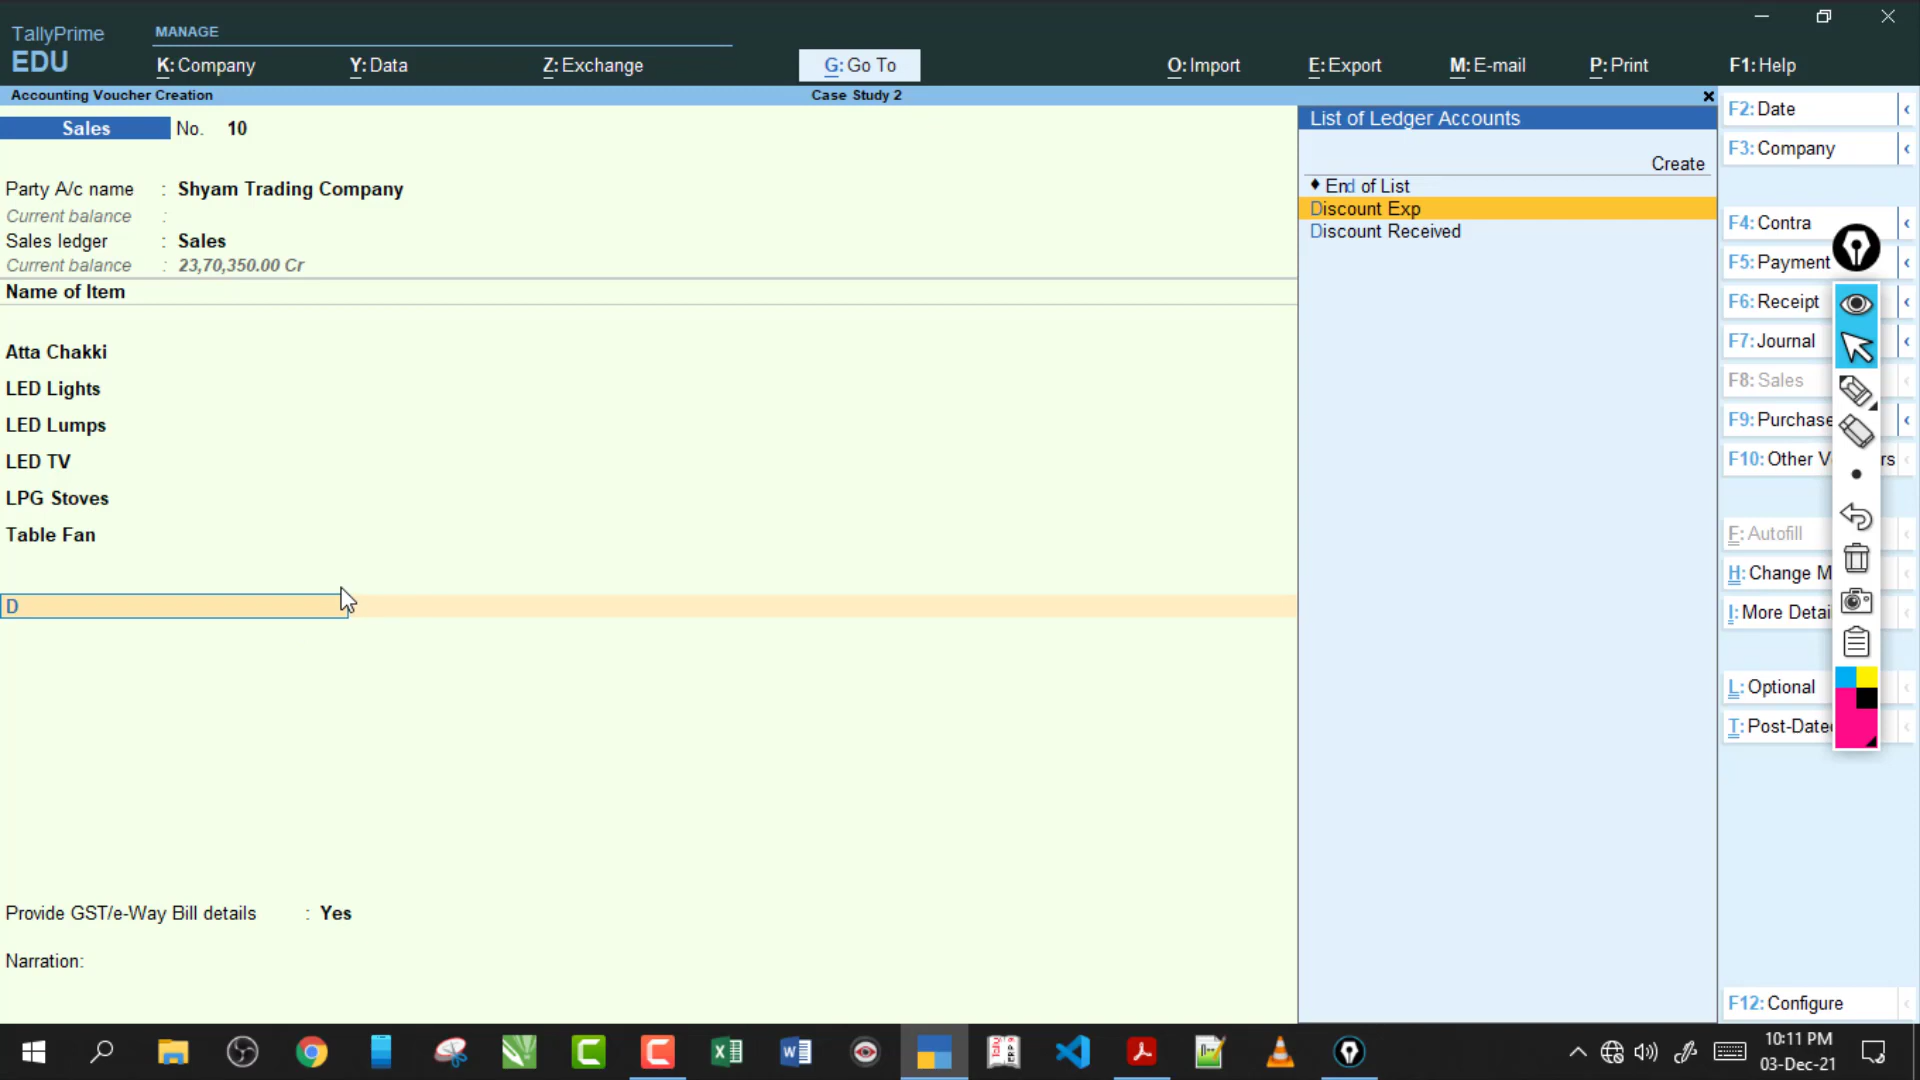 TallyPrime
EDU
MANAGE
K: Company
Y: Data
Z: Exchange
G: Go To
O: Import
E: Export
M: E-mail
P: Print
F1: Help
Accounting Voucher Creation
Case Study 2
Sales No. 10
Party A/c name : Shyam Trading Company
Current balance :
Sales ledger : Sales
Current balance : 23,70,350.00 Cr
Name of Item
Atta Chakki
LED Lights
LED Lumps
LED TV
LPG Stoves
Table Fan
D
Provide GST/e-Way Bill details : Yes
Narration:
List of Ledger Accounts
Create
♦ End of List
Discount Exp
Discount Received
F2: Date
F3: Company
F4: Contra
F5: Payment
F6: Receipt
F7: Journal
F8: Sales
F9: Purchase
F10: Other V rs
F: Autofill
H: Change M
I: More Detai
L: Optional
T: Post-Date
F12: Configure
10:11 PM
03-Dec-21